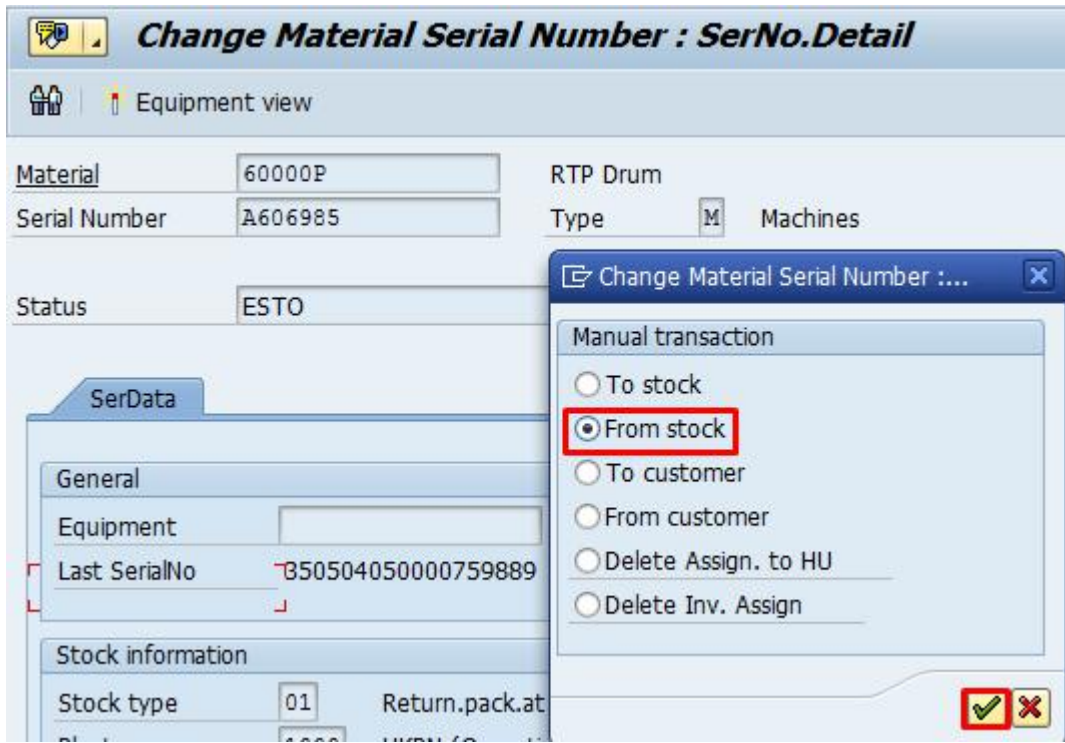 Change Material Serial Number : SerNo.Detail
Equipment view
Material 60000P RTP Drum
Serial Number A606985 Type M Machines
Status ESTO
SerData
General
Equipment
Last SerialNo 350504050000759889
Stock information
Stock type 01 Return.pack.at
Change Material Serial Number :...
Manual transaction
To stock
From stock
To customer
From customer
Delete Assign. to HU
Delete Inv. Assign